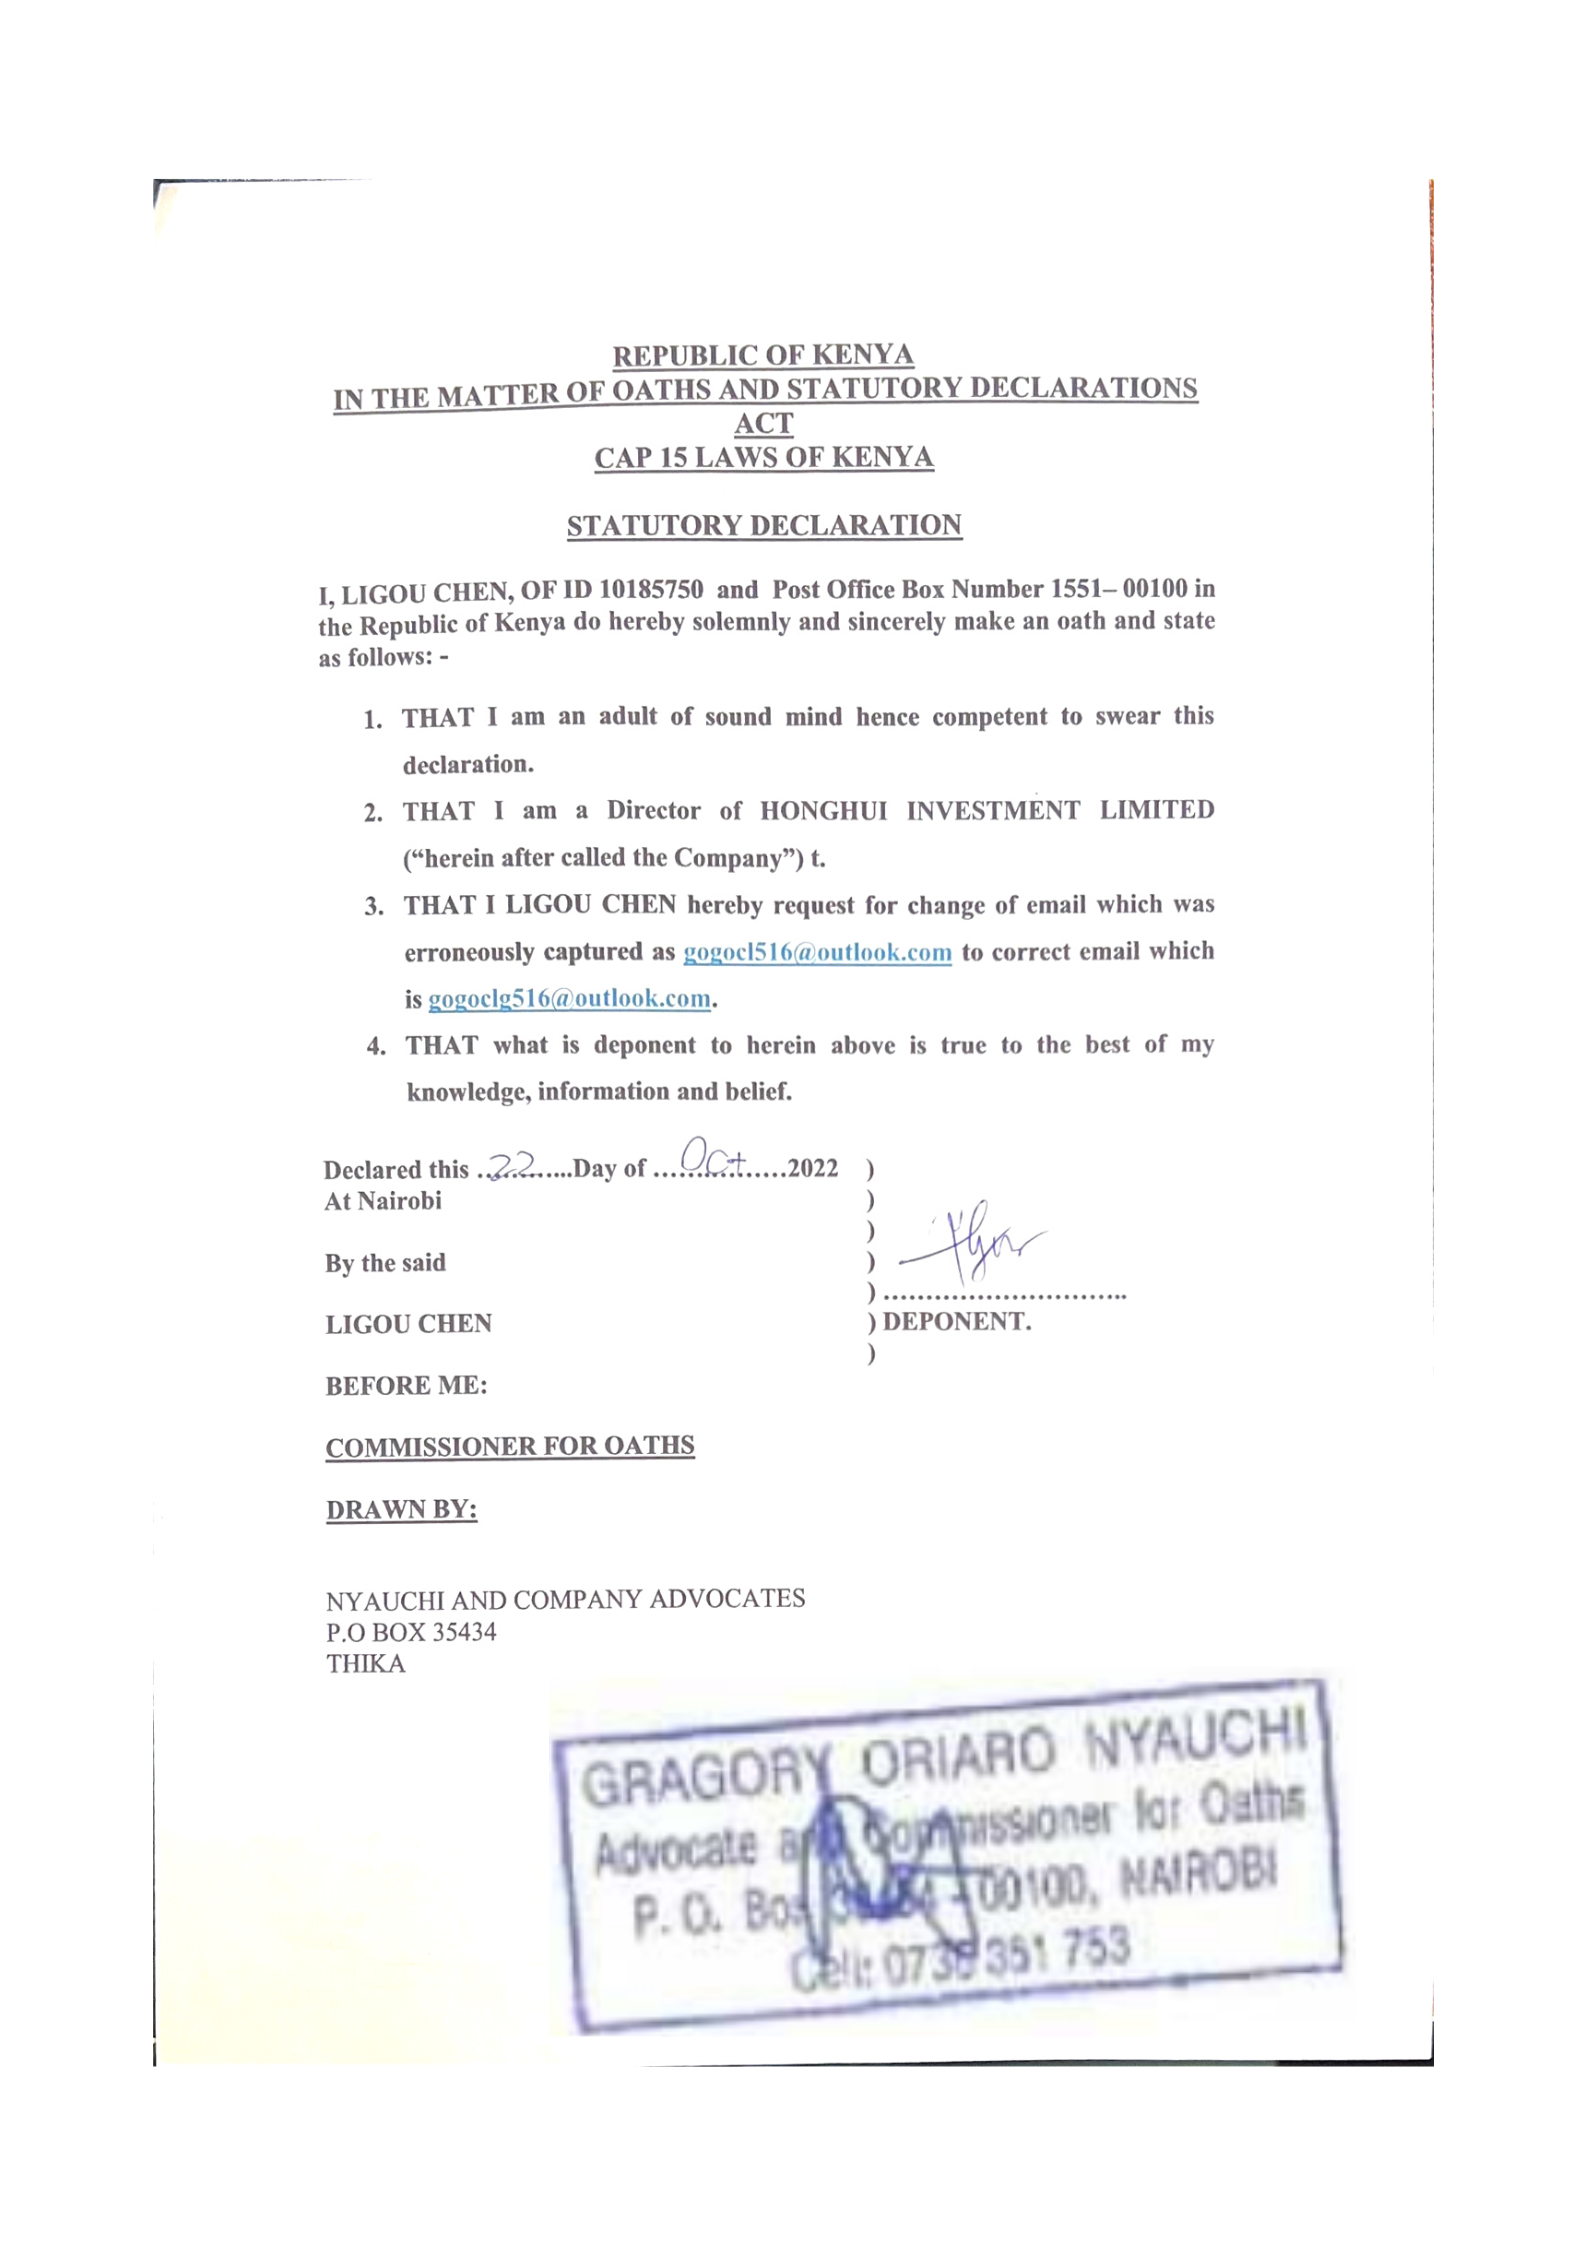 REPUBLIC OF KENYA
IN THE MATTER OF OATHS AND STATUTORY DECLARATIONS
ACT
CAP 15 LAWS OF KENYA
STATUTORY DECLARATION
I, LIGOU CHEN, OF ID 10185750 and Post Office Box Number 1551– 00100 in
the Republic of Kenya do hereby solemnly and sincerely make an oath and state
as follows: -
1. THAT I am an adult of sound mind hence competent to swear this
declaration.
2. THAT I am a Director of HONGHUI INVESTMENT LIMITED
(“herein after called the Company”) t.
3. THAT I LIGOU CHEN hereby request for change of email which was
erroneously captured as gogocl516@outlook.com to correct email which
is gogoclg516@outlook.com.
4. THAT what is deponent to herein above is true to the best of my
knowledge, information and belief.
Declared this ..22......Day of ....Oct......2022 )
At Nairobi )
)
By the said )
) .............................
LIGOU CHEN ) DEPONENT.
)
BEFORE ME:
COMMISSIONER FOR OATHS
DRAWN BY:
NYAUCHI AND COMPANY ADVOCATES
P.O BOX 35434
THIKA
GRAGORY ORIARO NYAUCHI
Advocate and Commissioner for Oaths
P. O. Box - 00100, NAIROBI
Cell: 351 753